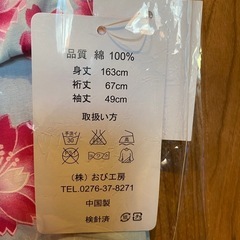 品質 綿 100%
身丈 163cm
裄丈 67cm
袖丈 49cm
取扱い方
(株) おび工房
TEL.0276-37-8271
中国製
検針済